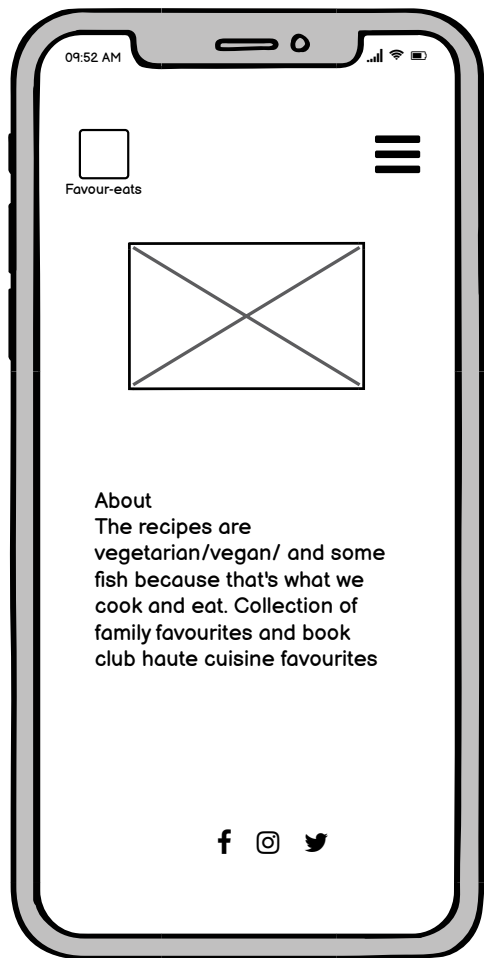 09:52 AM
Favour-eats
About
The recipes are
vegetarian/vegan/ and some
fish because that's what we
cook and eat. Collection of
family favourites and book
club haute cuisine favourites